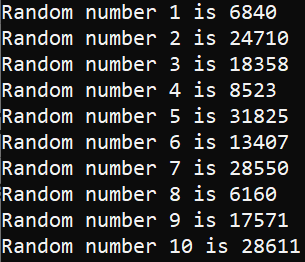 Random number 1 is 6840
Random number 2 is 24710
Random number 3 is 18358
Random number 4 is 8523
Random number 5 is 31825
Random number 6 is 13407
Random number 7 is 28550
Random number 8 is 6160
Random number 9 is 17571
Random number 10 is 28611